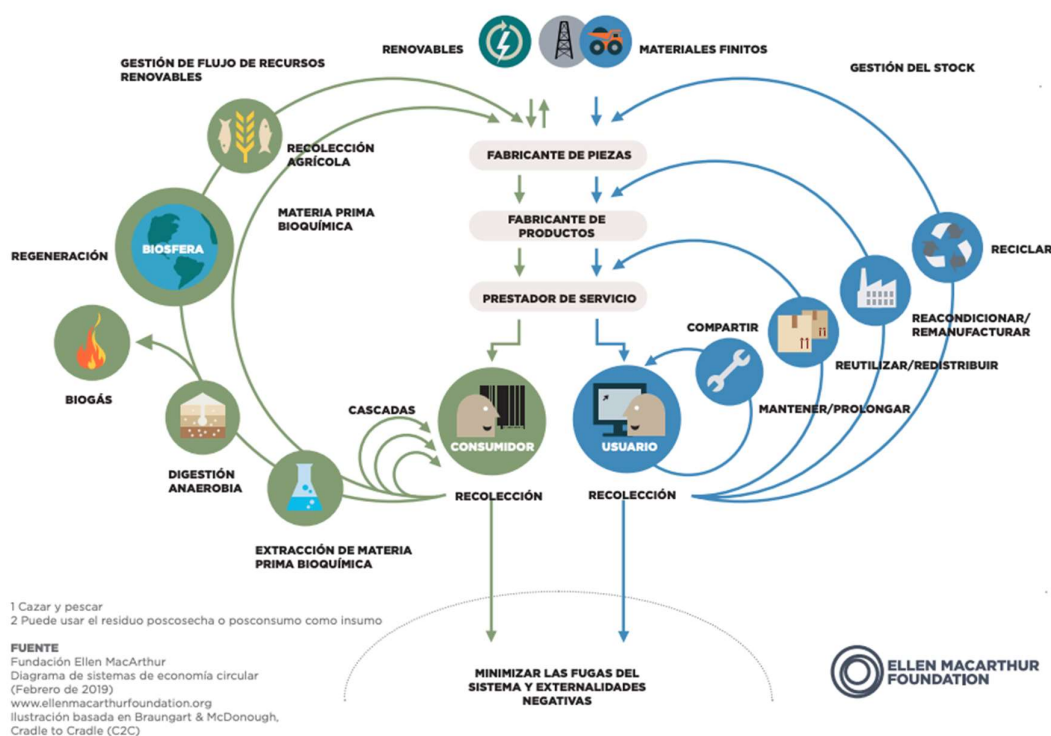 RENOVABLES
MATERIALES FINITOS
GESTIÓN DE FLUJO DE RECURSOS
RENOVABLES
GESTIÓN DEL STOCK
RECOLECCIÓN
AGRÍCOLA
FABRICANTE DE PIEZAS
MATERIA PRIMA
BIOQUÍMICA
FABRICANTE DE
PRODUCTOS
REGENERACIÓN
BIOSFERA
RECICLAR
PRESTADOR DE SERVICIO
REACONDICIONAR/
REMANUFACTURAR
COMPARTIR
REUTILIZAR/REDISTRIBUIR
BIOGÁS
CASCADAS
MANTENER/PROLONGAR
CONSUMIDOR
USUARIO
DIGESTIÓN
ANAEROBIA
RECOLECCIÓN
RECOLECCIÓN
EXTRACCIÓN DE MATERIA
PRIMA BIOQUÍMICA
1 Cazar y pescar
2 Puede usar el residuo poscosecha o posconsumo como insumo
FUENTE
Fundación Ellen MacArthur
Diagrama de sistemas de economía circular
(Febrero de 2019)
www.ellenmacarthurfoundation.org
Ilustración basada en Braungart & McDonough,
Cradle to Cradle (C2C)
MINIMIZAR LAS FUGAS DEL
SISTEMA Y EXTERNALIDADES
NEGATIVAS
ELLEN MACARTHUR
FOUNDATION